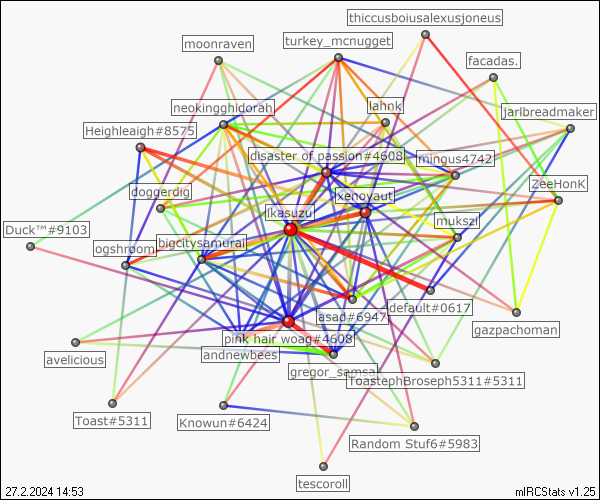 thiccusboiusalexusjoneus
moonraven
turkey_mcnugget
facadas.
neokingghidorah
lahnk
jarlbreadmaker
Heighleaigh#8575
disaster of passion#4608
mingus4742
doggerdig
xenoyaut
ZeeHonK
ikasuzu
mukszi
Duck™#9103
ogshroom
bigcitysamurai
asad#6947
default#0617
gazpachoman
pink hair woag#4608
avelicious
andnewbees
gregor_samsa
ToastephBroseph5311#5311
Toast#5311
Knowun#6424
Random Stuf6#5983
tescoroll
27.2.2024 14:53
mIRCStats v1.25